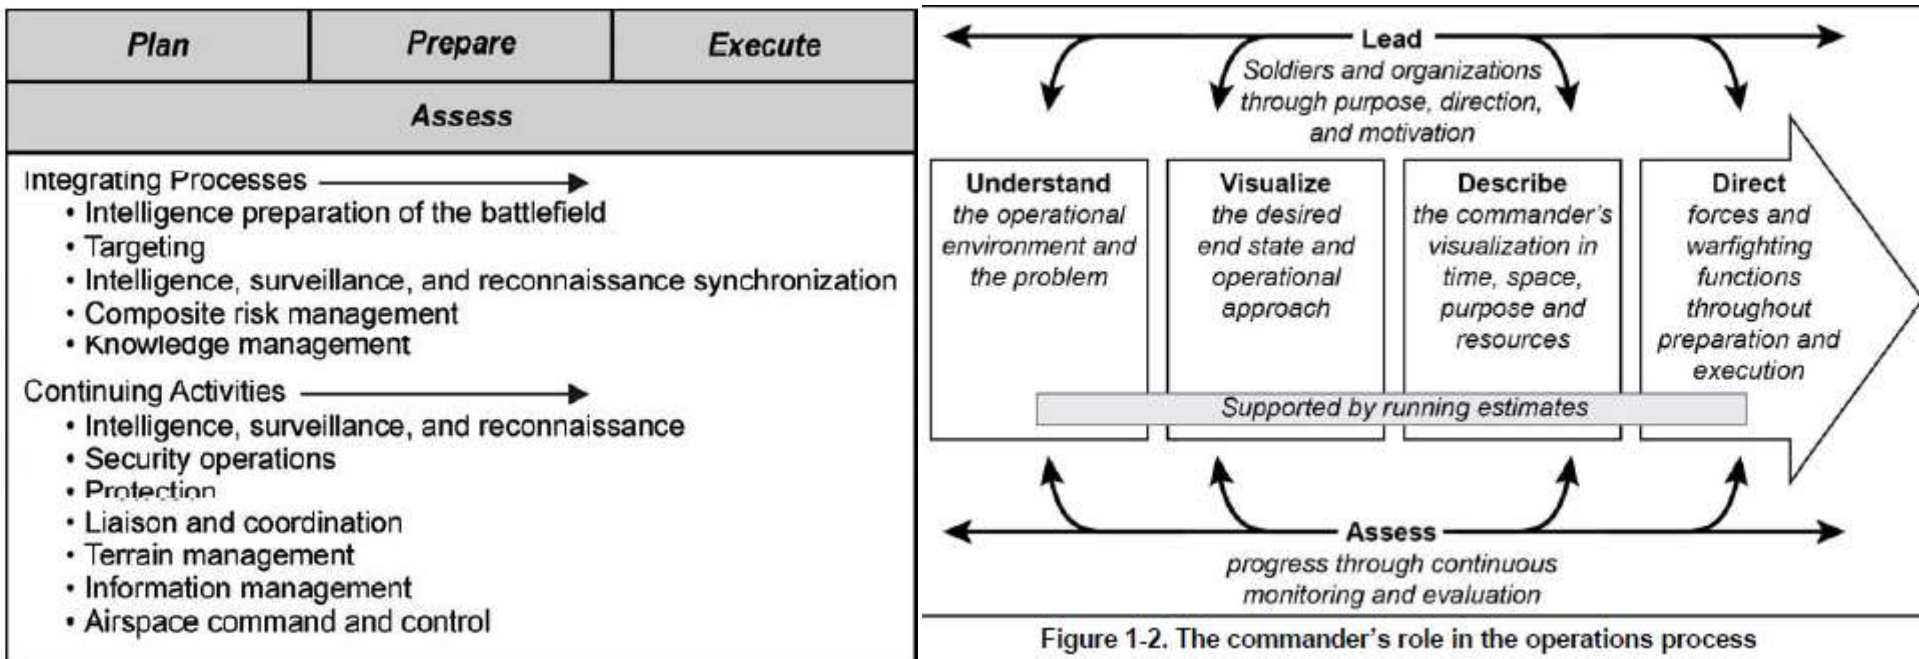 Plan
Prepare
Execute
Assess
Integrating Processes
• Intelligence preparation of the battlefield
• Targeting
• Intelligence, surveillance, and reconnaissance synchronization
• Composite risk management
• Knowledge management
Continuing Activities
• Intelligence, surveillance, and reconnaissance
• Security operations
• Protection
• Liaison and coordination
• Terrain management
• Information management
• Airspace command and control
Lead
Soldiers and organizations
through purpose, direction,
and motivation
Understand
the operational
environment and
the problem
Visualize
the desired
end state and
operational
approach
Describe
the commander's
visualization in
time, space,
purpose and
resources
Direct
forces and
warfighting
functions
throughout
preparation and
execution
Supported by running estimates
Assess
progress through continuous
monitoring and evaluation
Figure 1-2. The commander's role in the operations process